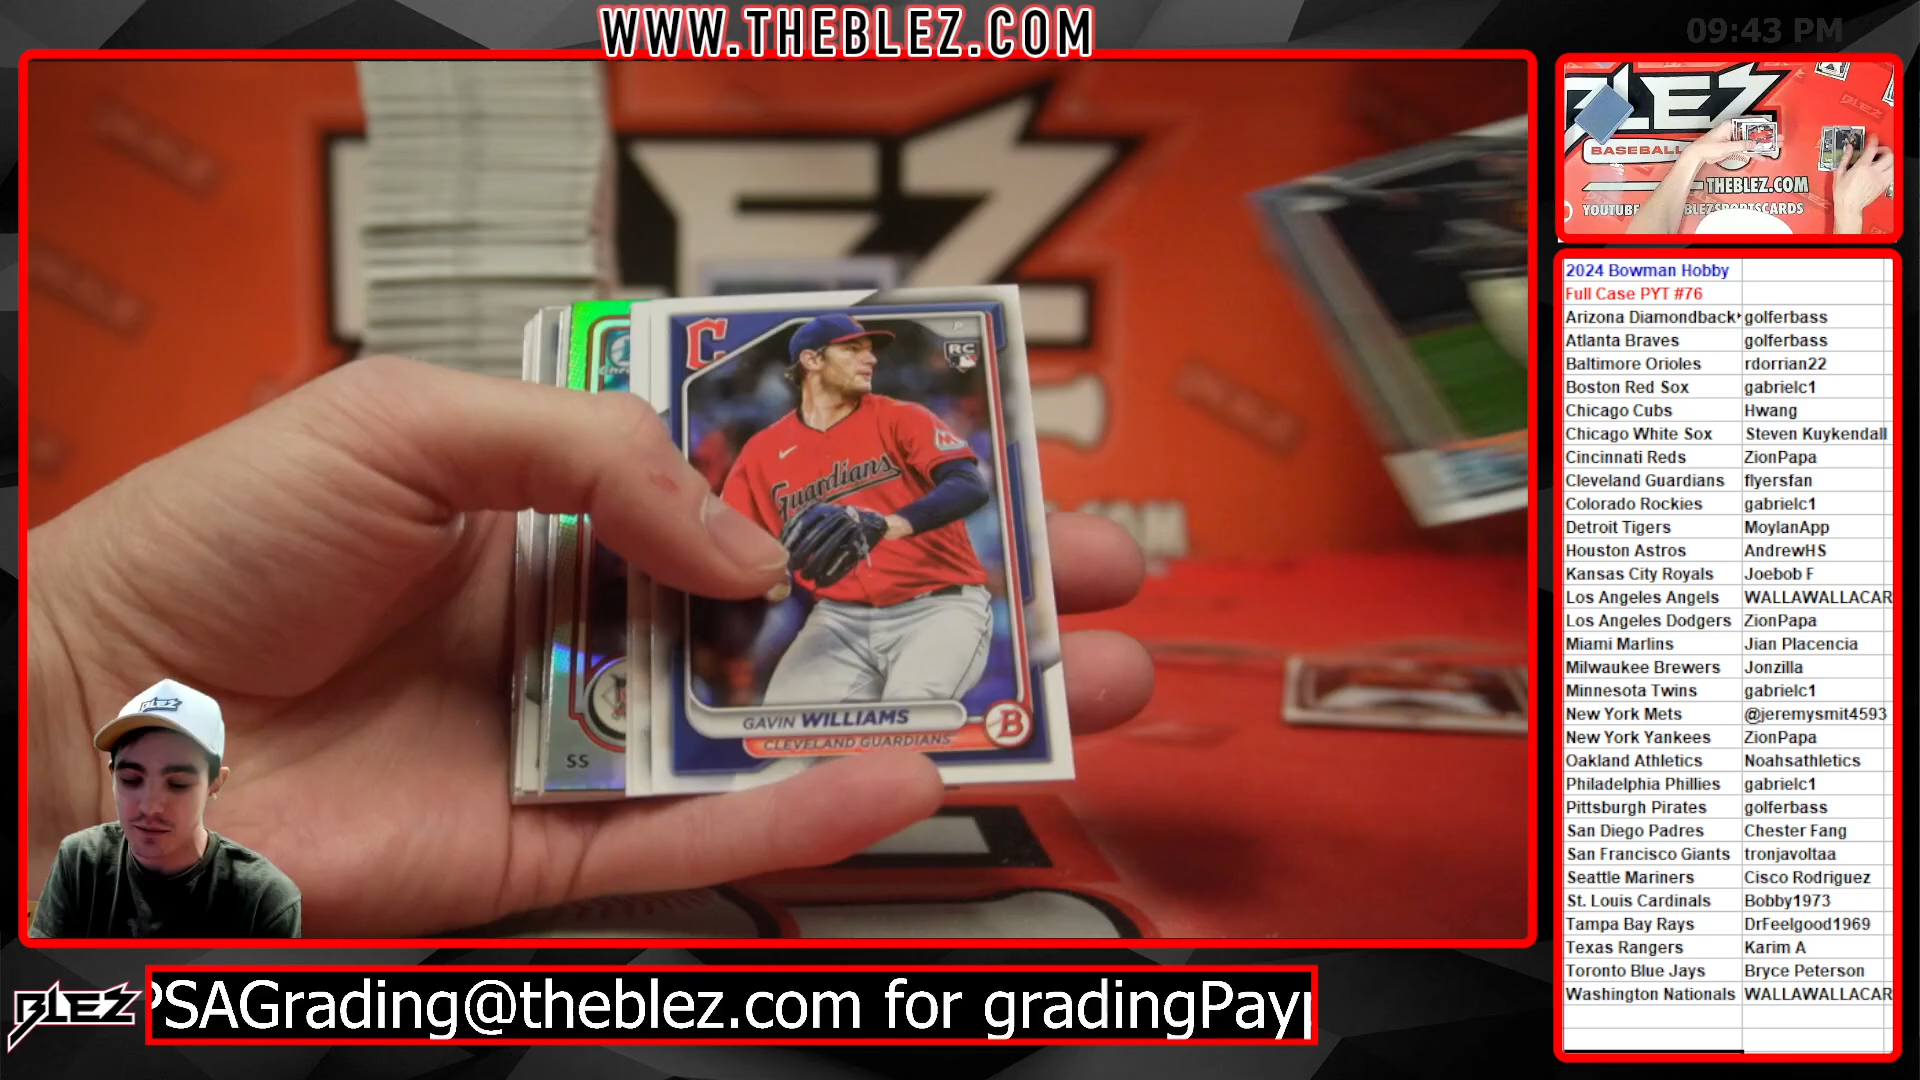 WWW.THEBLEZ.COM
09:43 PM
BLEZ
BASEBALL
THEBLEZ.COM
YOUTUBE
BLEZSPORTSCARDS
C
P
RC
Guardians
GAVIN WILLIAMS
CLEVELAND GUARDIANS
B
SS
2024 Bowman Hobby
Full Case PYT #76
Arizona Diamondback golferbass
Atlanta Braves golferbass
Baltimore Orioles rdorrian22
Boston Red Sox gabrielc1
Chicago Cubs Hwang
Chicago White Sox Steven Kuykendall
Cincinnati Reds ZionPapa
Cleveland Guardians flyersfan
Colorado Rockies gabrielc1
Detroit Tigers MoylanApp
Houston Astros AndrewHS
Kansas City Royals Joebob F
Los Angeles Angels WALLAWALLACAR
Los Angeles Dodgers ZionPapa
Miami Marlins Jian Placencia
Milwaukee Brewers Jonzilla
Minnesota Twins gabrielc1
New York Mets @jeremysmit4593
New York Yankees ZionPapa
Oakland Athletics Noahsathletics
Philadelphia Phillies gabrielc1
Pittsburgh Pirates golferbass
San Diego Padres Chester Fang
San Francisco Giants tronjavoltaa
Seattle Mariners Cisco Rodriguez
St. Louis Cardinals Bobby1973
Tampa Bay Rays DrFeelgood1969
Texas Rangers Karim A
Toronto Blue Jays Bryce Peterson
Washington Nationals WALLAWALLACAR
BLEZ
PSAGrading@theblez.com for gradingPayp